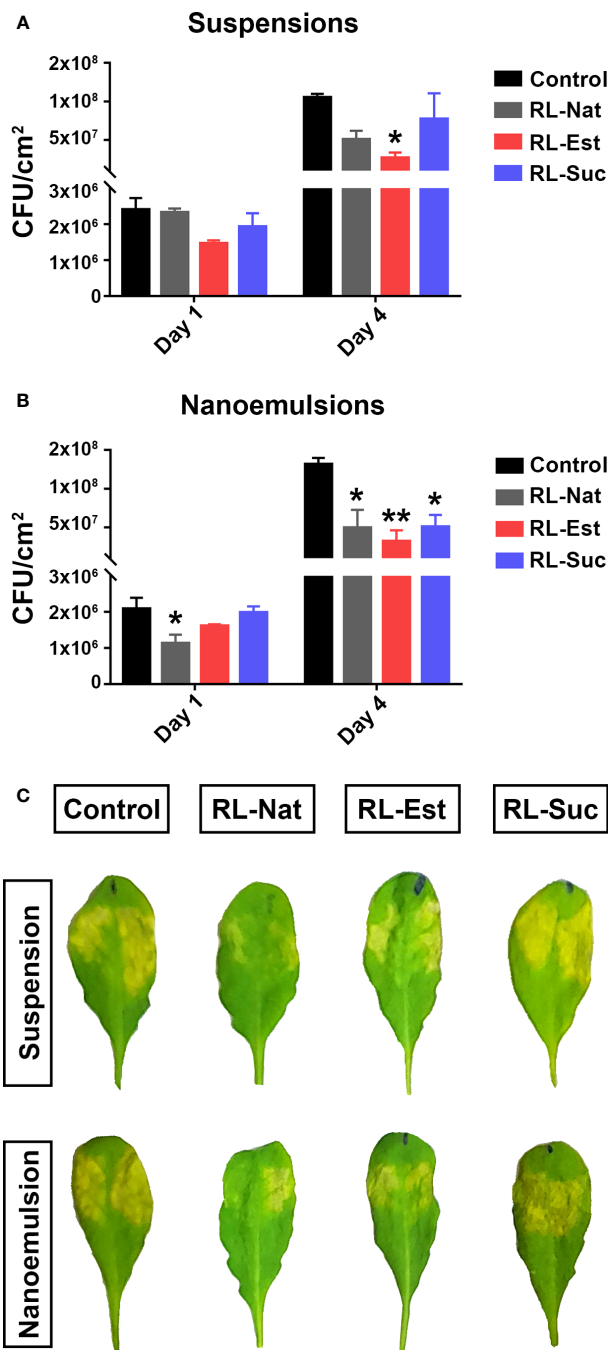 A
Suspensions
CFU/cm²
2x10⁸
1x10⁸
5x10⁷
3x10⁶
2x10⁶
1x10⁶
0
*
Day 1
Day 4
Control
RL-Nat
RL-Est
RL-Suc
B
Nanoemulsions
CFU/cm²
2x10⁸
1x10⁸
5x10⁷
3x10⁶
2x10⁶
1x10⁶
0
*
*
**
*
Day 1
Day 4
Control
RL-Nat
RL-Est
RL-Suc
C
Control
RL-Nat
RL-Est
RL-Suc
Suspension
Nanoemulsion